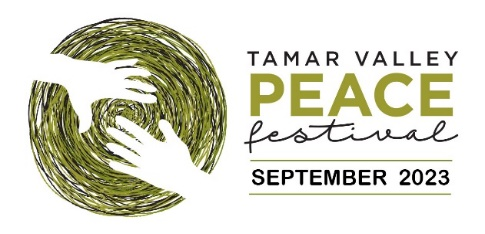 TAMAR VALLEY
PEACE
festival
SEPTEMBER 2023